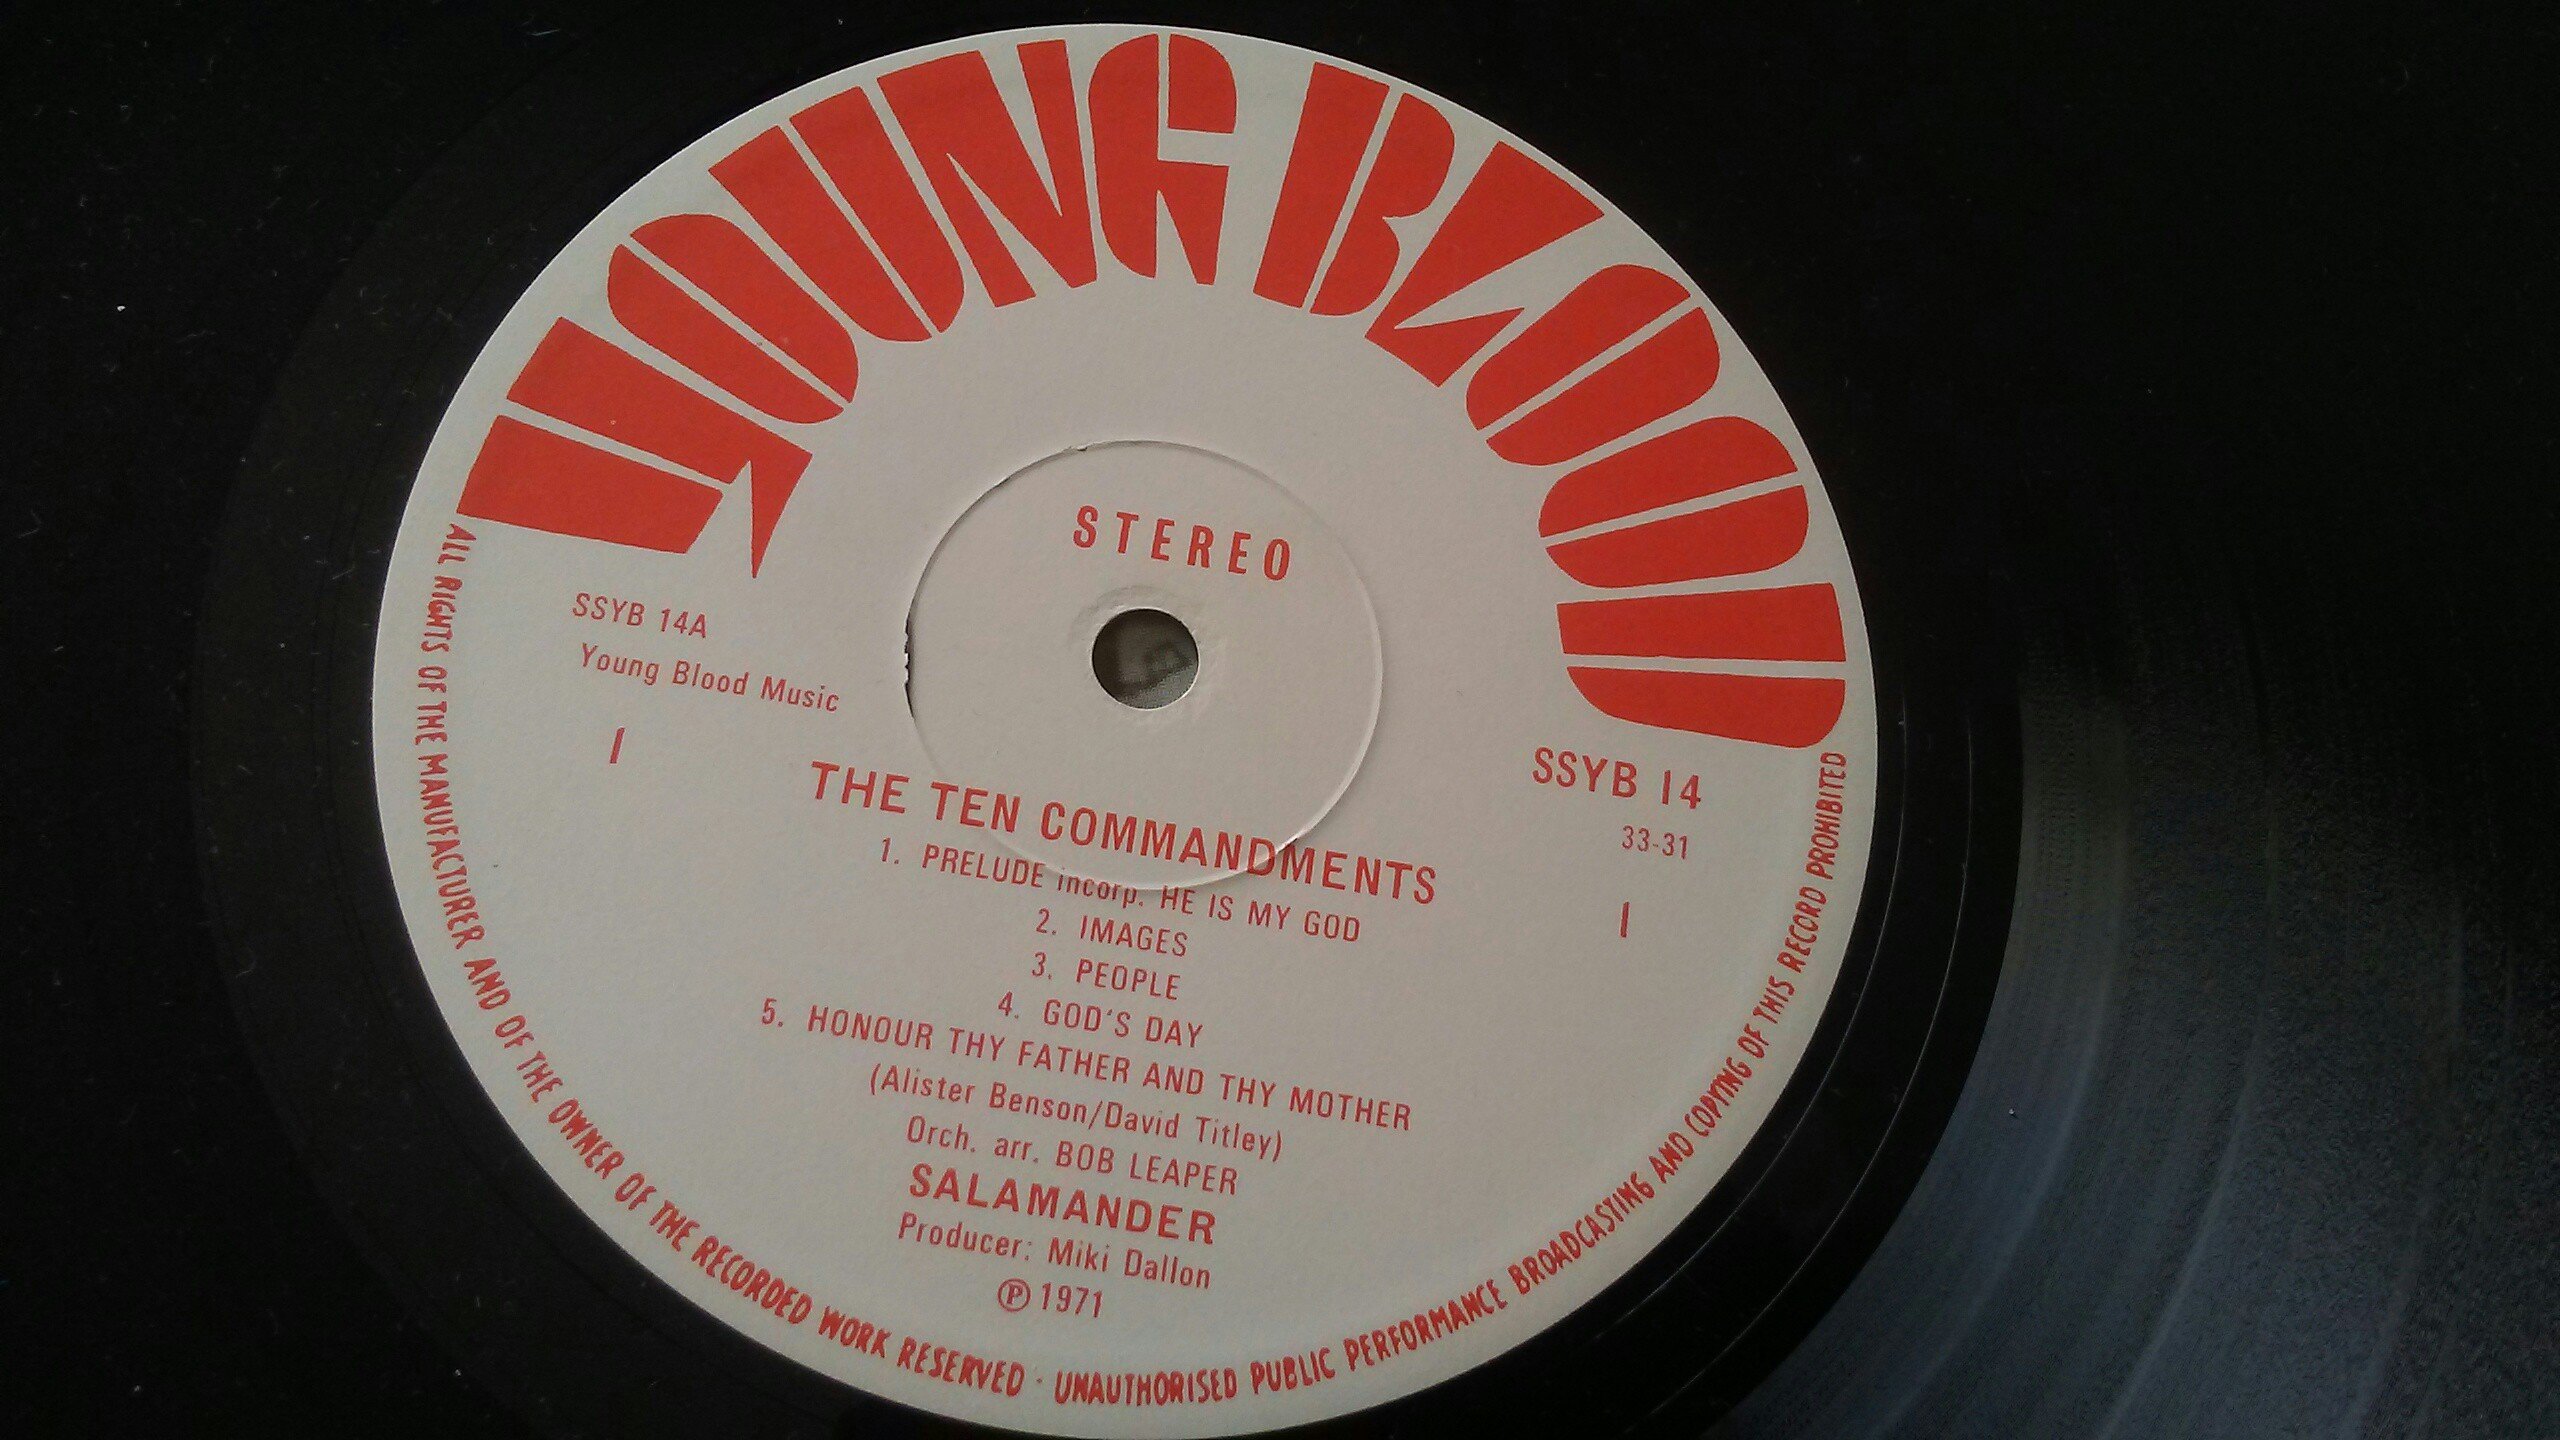 YOUNG BLOOD
STEREO
SSYB 14A
Young Blood Music
I
SSYB 14
33-31
I
THE TEN COMMANDMENTS
1. PRELUDE incorp. HE IS MY GOD
2. IMAGES
3. PEOPLE
4. GOD'S DAY
5. HONOUR THY FATHER AND THY MOTHER
(Alister Benson/David Titley)
Orch. arr. BOB LEAPER
SALAMANDER
Producer: Miki Dallon
℗ 1971
ALL RIGHTS OF THE MANUFACTURER AND OF THE OWNER OF THE RECORDED WORK RESERVED · UNAUTHORISED PUBLIC PERFORMANCE BROADCASTING AND COPYING OF THIS RECORD PROHIBITED